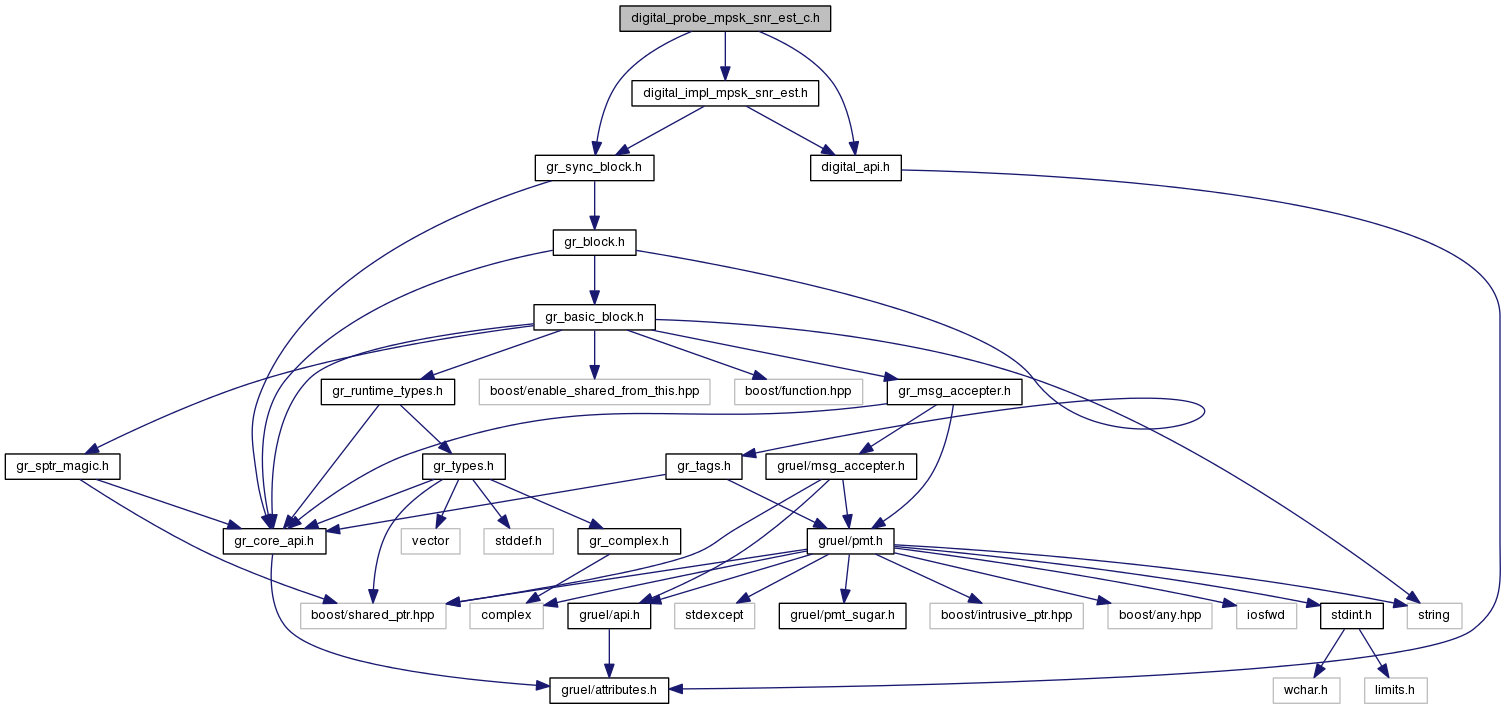 digital_probe_mpsk_snr_est_c.h
digital_impl_mpsk_snr_est.h
gr_sync_block.h
digital_api.h
gr_block.h
gr_basic_block.h
gr_runtime_types.h
boost/enable_shared_from_this.hpp
boost/function.hpp
gr_msg_accepter.h
gr_sptr_magic.h
gr_types.h
gr_tags.h
gruel/msg_accepter.h
gr_core_api.h
vector
stddef.h
gr_complex.h
gruel/pmt.h
boost/shared_ptr.hpp
complex
gruel/api.h
stdexcept
gruel/pmt_sugar.h
boost/intrusive_ptr.hpp
boost/any.hpp
iosfwd
stdint.h
string
gruel/attributes.h
wchar.h
limits.h